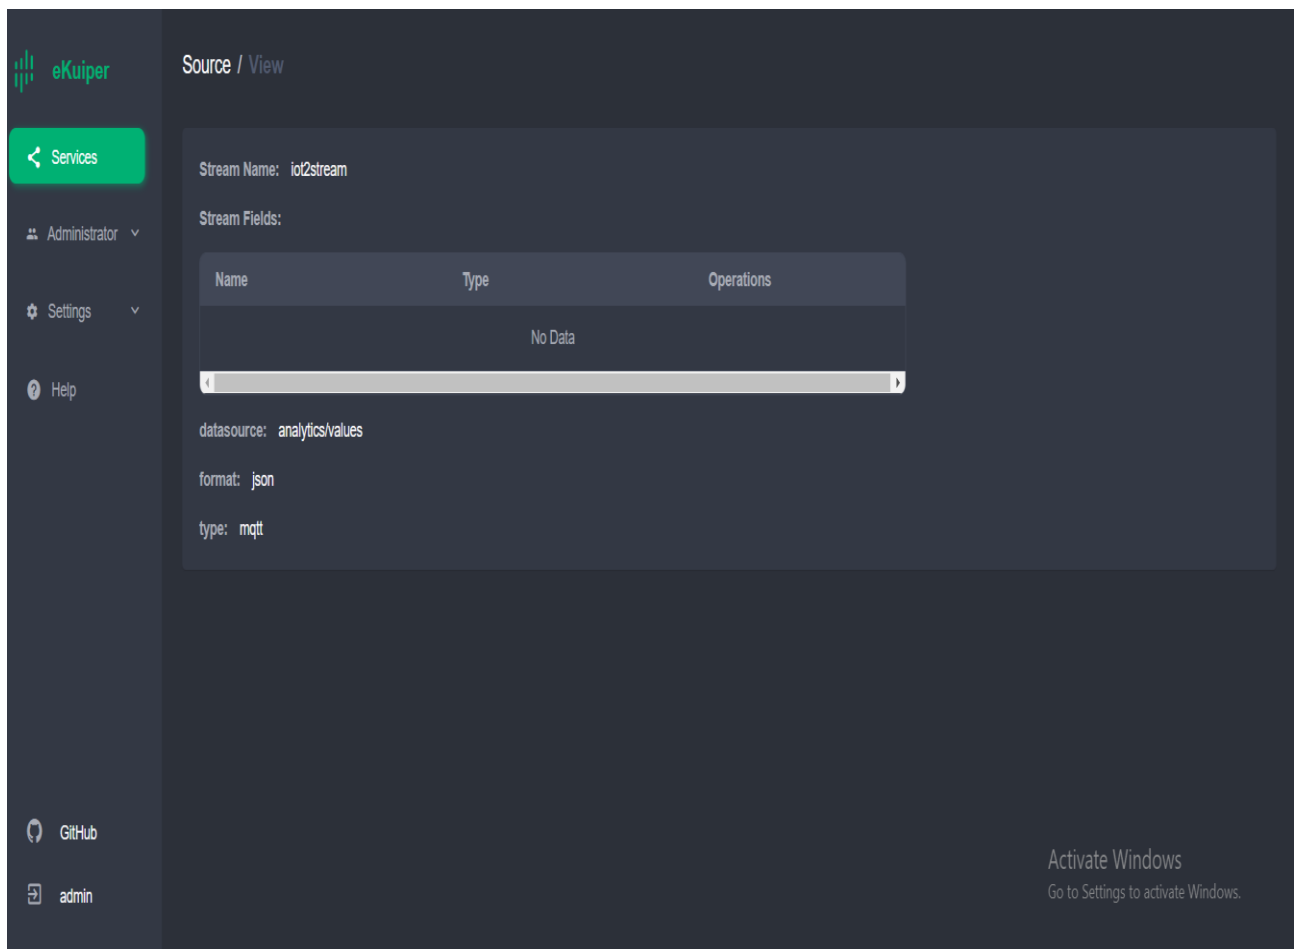 eKuiper
Source / View
Services
Stream Name: iot2stream
Administrator
Stream Fields:
Name Type Operations
Settings
No Data
Help
datasource: analytics/values
format: json
type: mqtt
GitHub
admin
Activate Windows
Go to Settings to activate Windows.